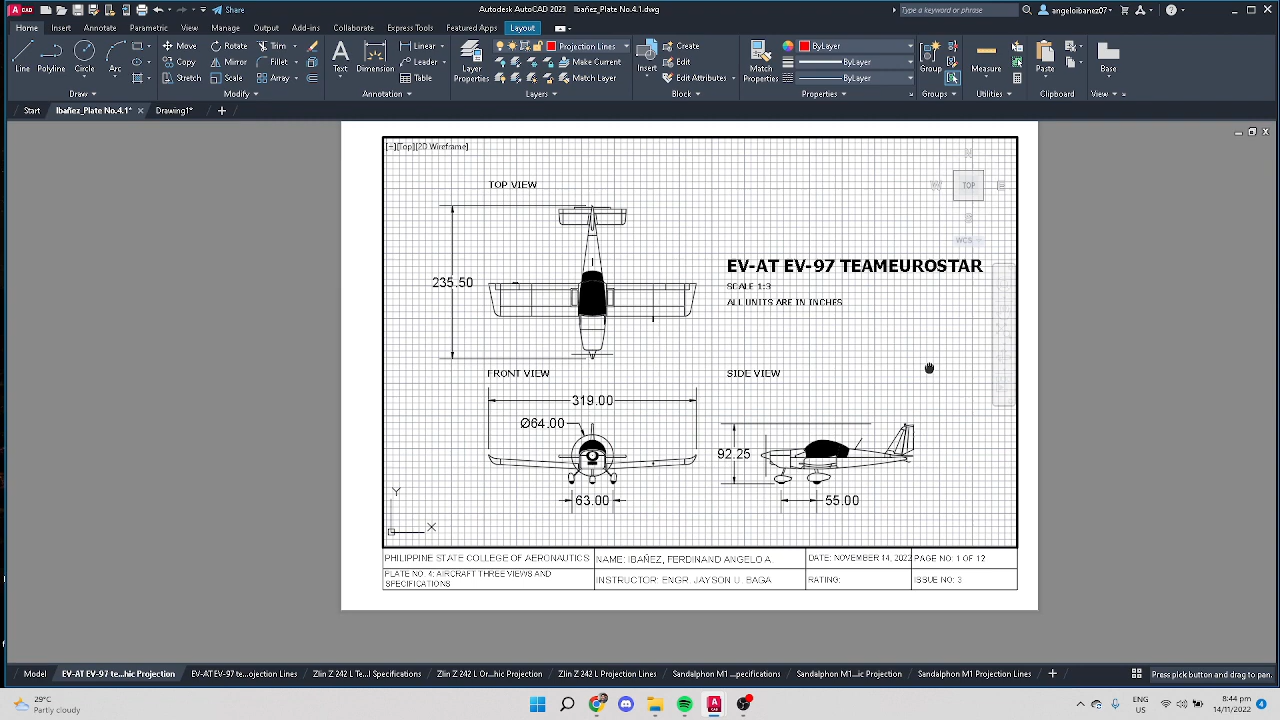 CAD
Share
Autodesk AutoCAD 2023 Ibañez_Plate No.4.1.dwg
Type a keyword or phrase
angeloibanez07
Home Insert Annotate Parametric View Manage Output Add-ins Collaborate Express Tools Featured Apps Layout
Line Polyline Circle Arc
Move Rotate Trim
Copy Mirror Fillet
Stretch Scale Array
Text Dimension
Linear
Leader
Table
Layer Properties
Projection Lines
Make Current
Match Layer
Insert
Create
Edit
Edit Attributes
Match Properties
ByLayer
ByLayer
ByLayer
Group
Measure
Paste
Base
Draw Modify Annotation Layers Block Properties Groups Utilities Clipboard View
Start Ibañez_Plate No.4.1* Drawing1*
[+][Top][2D Wireframe]
TOP VIEW
TOP
W
WCS
235.50
EV-AT EV-97 TEAMEUROSTAR
SCALE 1:3
ALL UNITS ARE IN INCHES
FRONT VIEW
SIDE VIEW
319.00
Ø64.00
92.25
63.00
55.00
Y
X
PHILIPPINE STATE COLLEGE OF AERONAUTICS
NAME: IBAÑEZ, FERDINAND ANGELO A.
DATE: NOVEMBER 14, 2022
PAGE NO: 1 OF 12
PLATE NO. 4: AIRCRAFT THREE VIEWS AND
SPECIFICATIONS
INSTRUCTOR: ENGR. JAYSON U. BAGA
RATING:
ISSUE NO: 3
Model EV-AT EV-97 te...hic Projection EV-AT EV-97 te...ojection Lines Zlin Z 242 L Te...l Specifications Zlin Z 242 L Or...hic Projection Zlin Z 242 L Projection Lines Sandalphon M1 ...pecifications Sandalphon M1...ic Projection Sandalphon M1 Projection Lines
Press pick button and drag to pan.
29°C
Partly cloudy
ENG
US
8:44 pm
14/11/2022